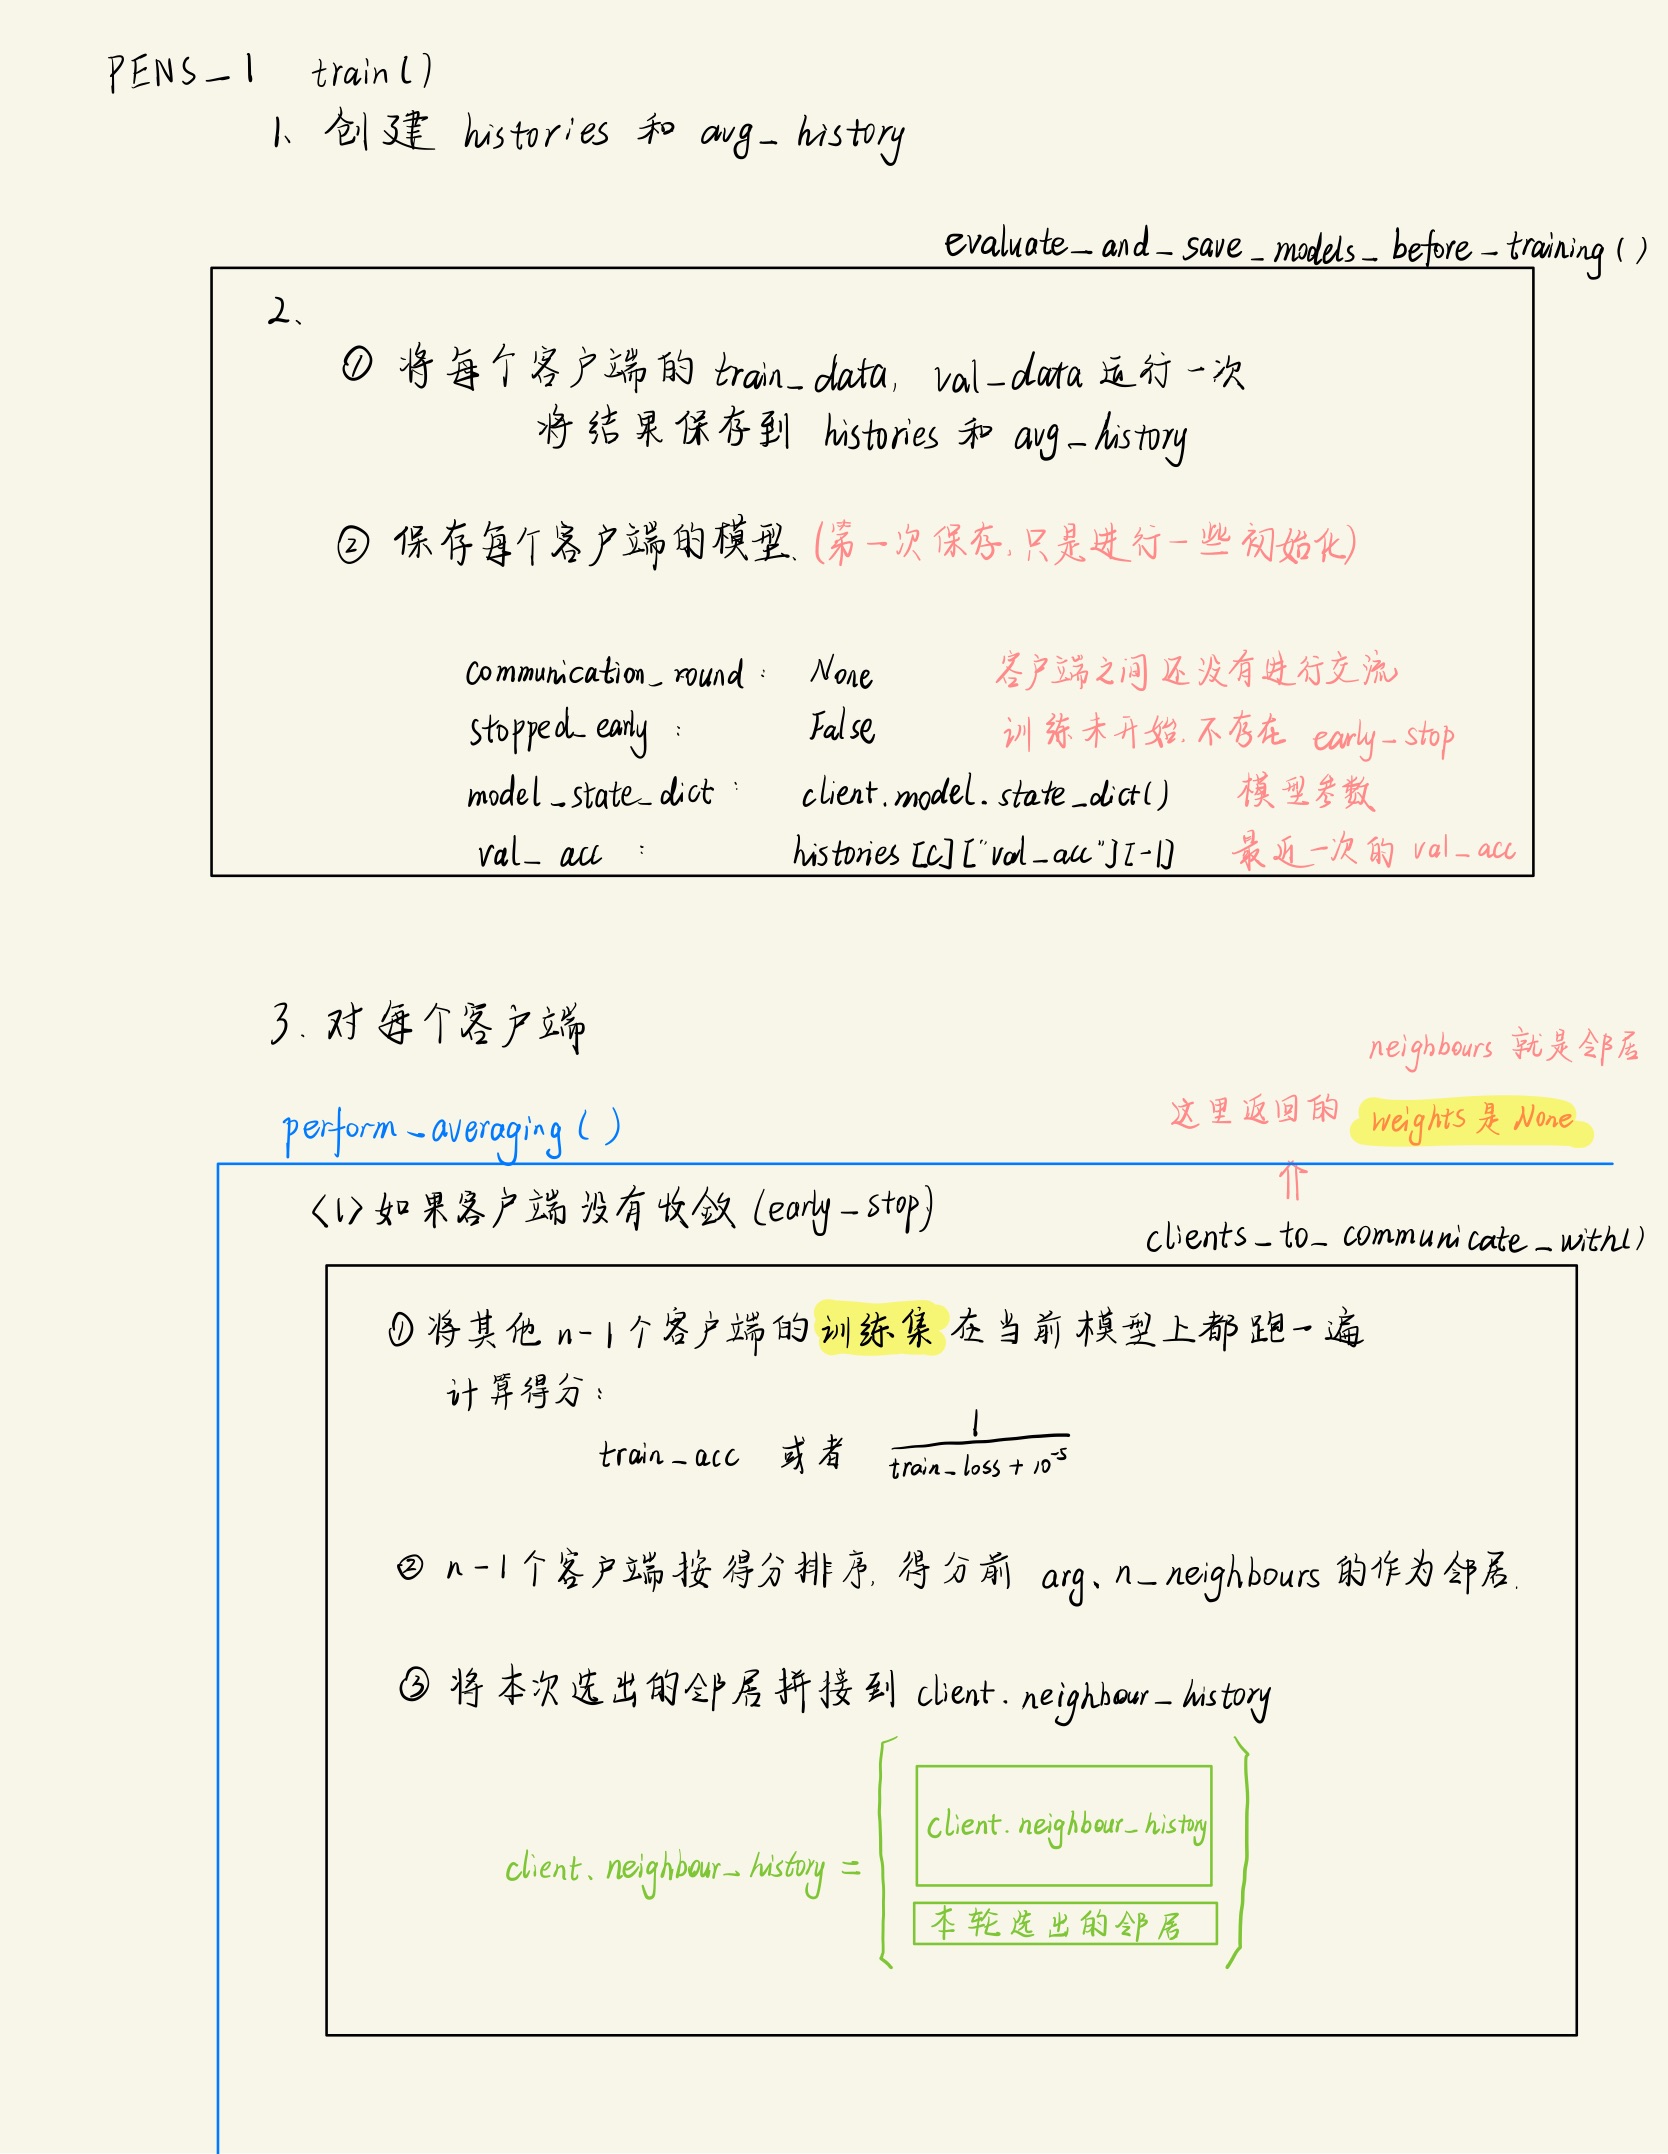 PENS_1 train()
1、创建 histories 和 avg_history
evaluate_and_save_models_before_training()
2、
① 将每个客户端的 train_data, val_data 运行一次
将结果保存到 histories 和 avg_history
② 保存每个客户端的模型. (第一次保存,只是进行一些初始化)
communication_round : None 客户端之间还没有进行交流
stopped_early : False 训练未开始.不存在 early_stop
model_state_dict : client.model.state_dict() 模型参数
val_acc : histories[c]["val_acc"][-1] 最近一次的 val_acc
3. 对每个客户端
neighbours 就是邻居
perform_averaging()
这里返回的 weights 是 None
⇑
<1> 如果客户端没有收敛 (early_stop)
clients_to_communicate_with()
① 将其他 n-1个客户端的训练集在当前模型上都跑一遍
计算得分:
train_acc 或者 1/(train_loss + 10^-5)
② n-1个客户端按得分排序, 得分前 arg、n_neighbours 的作为邻居.
③ 将本次选出的邻居拼接到 client.neighbour_history
client.neighbour_history
client、neighbour_history =
本轮选出的邻居